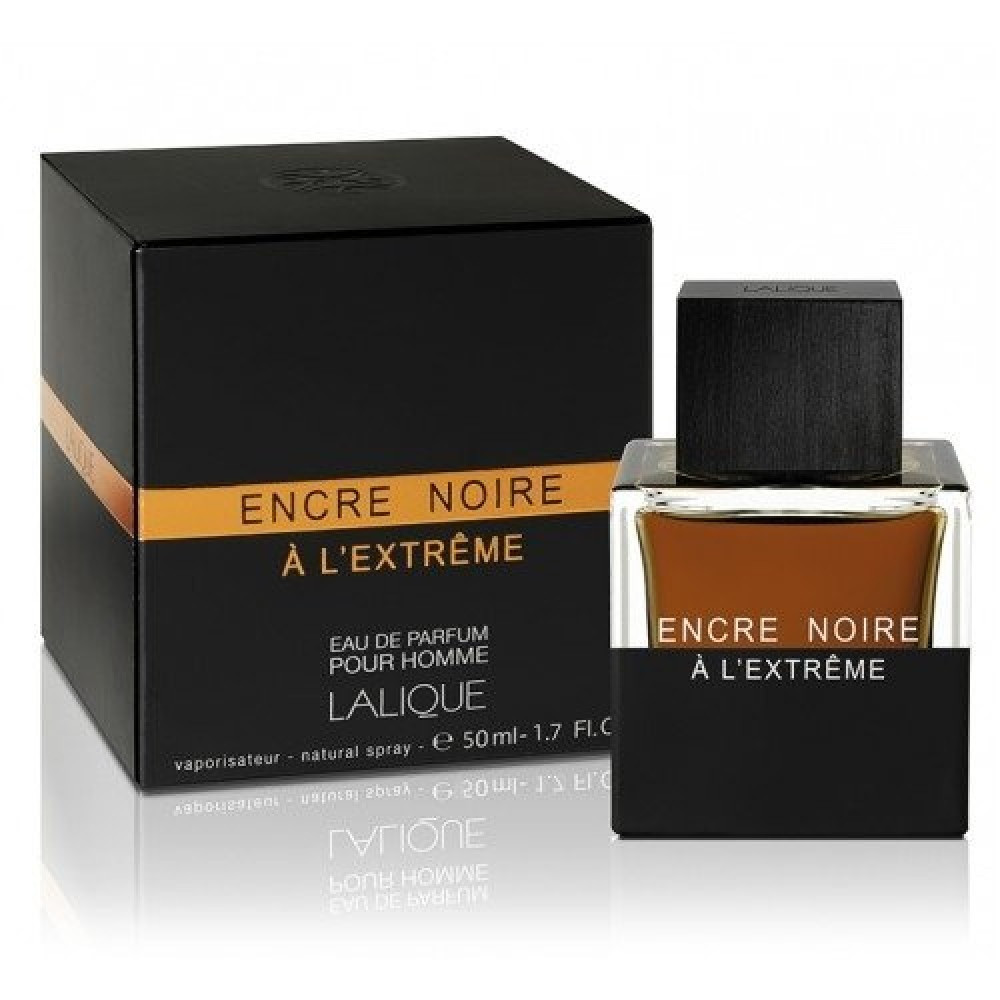 LALIQUE
ENCRE NOIRE
À L'EXTRÊME
EAU DE PARFUM
POUR HOMME
LALIQUE
vaporisateur - natural spray - ℮ 50ml- 1.7 Fl.
LALIQUE
ENCRE NOIRE
À L'EXTRÊME